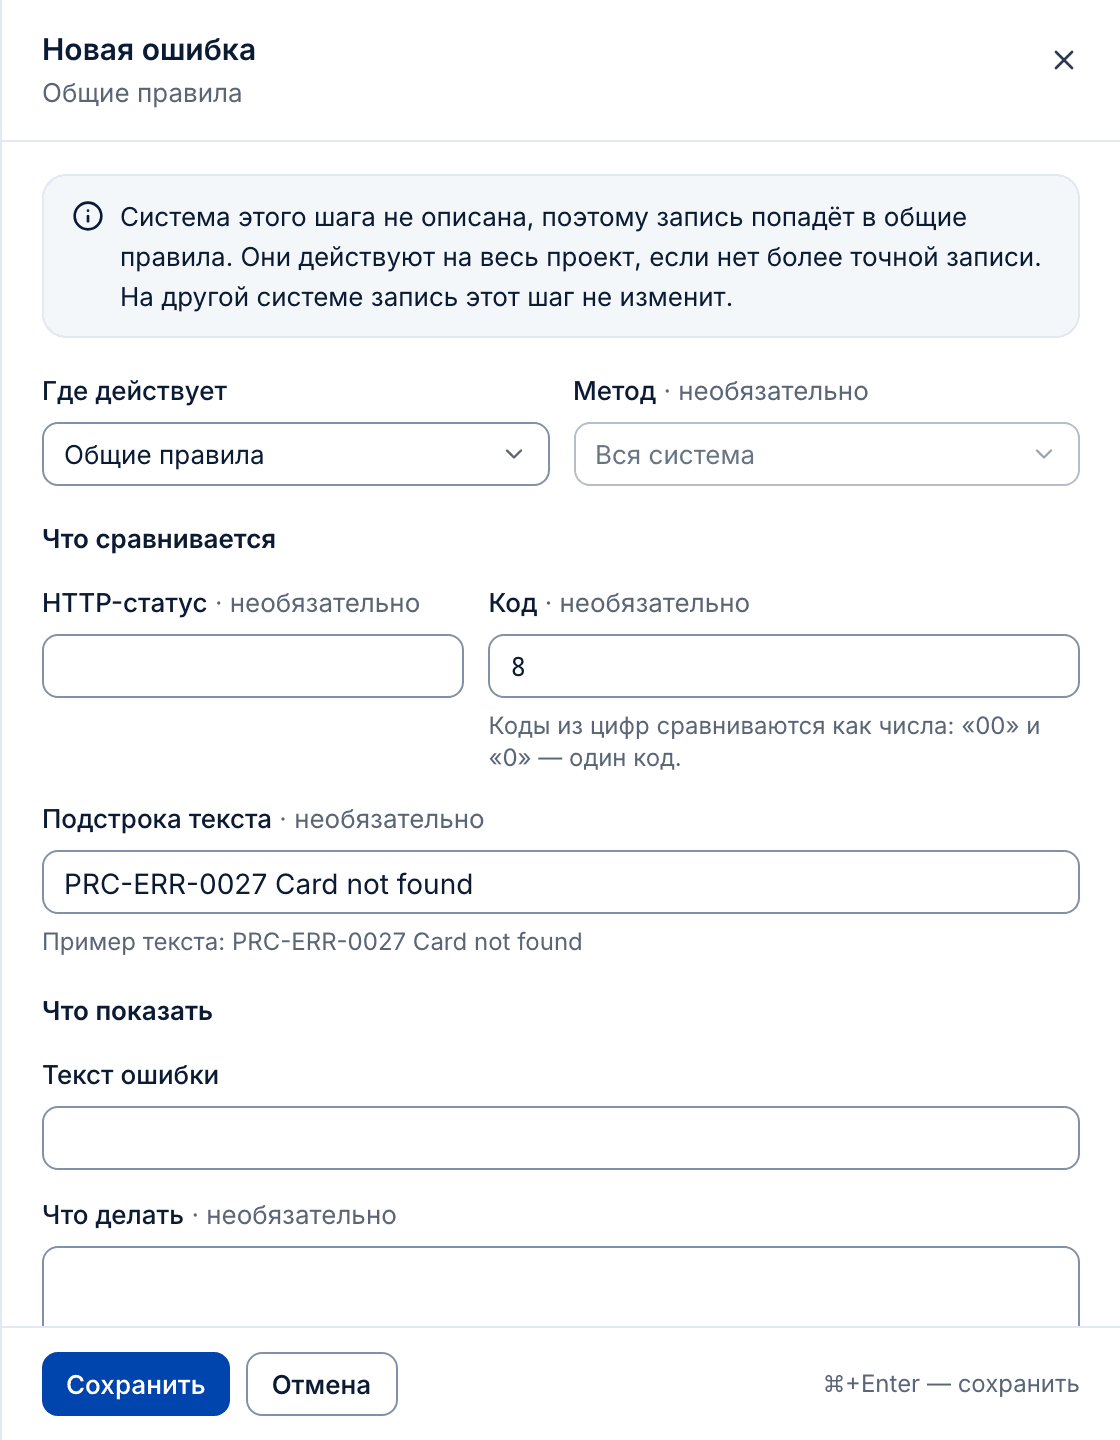 Новая ошибка
Общие правила
Система этого шага не описана, поэтому запись попадёт в общие
правила. Они действуют на весь проект, если нет более точной записи.
На другой системе запись этот шаг не изменит.
Где действует
Метод · необязательно
Общие правила
Вся система
Что сравнивается
HTTP-статус · необязательно
Код · необязательно
8
Коды из цифр сравниваются как числа: «00» и
«0» — один код.
Подстрока текста · необязательно
PRC-ERR-0027 Card not found
Пример текста: PRC-ERR-0027 Card not found
Что показать
Текст ошибки
Что делать · необязательно
Сохранить
Отмена
⌘+Enter — сохранить